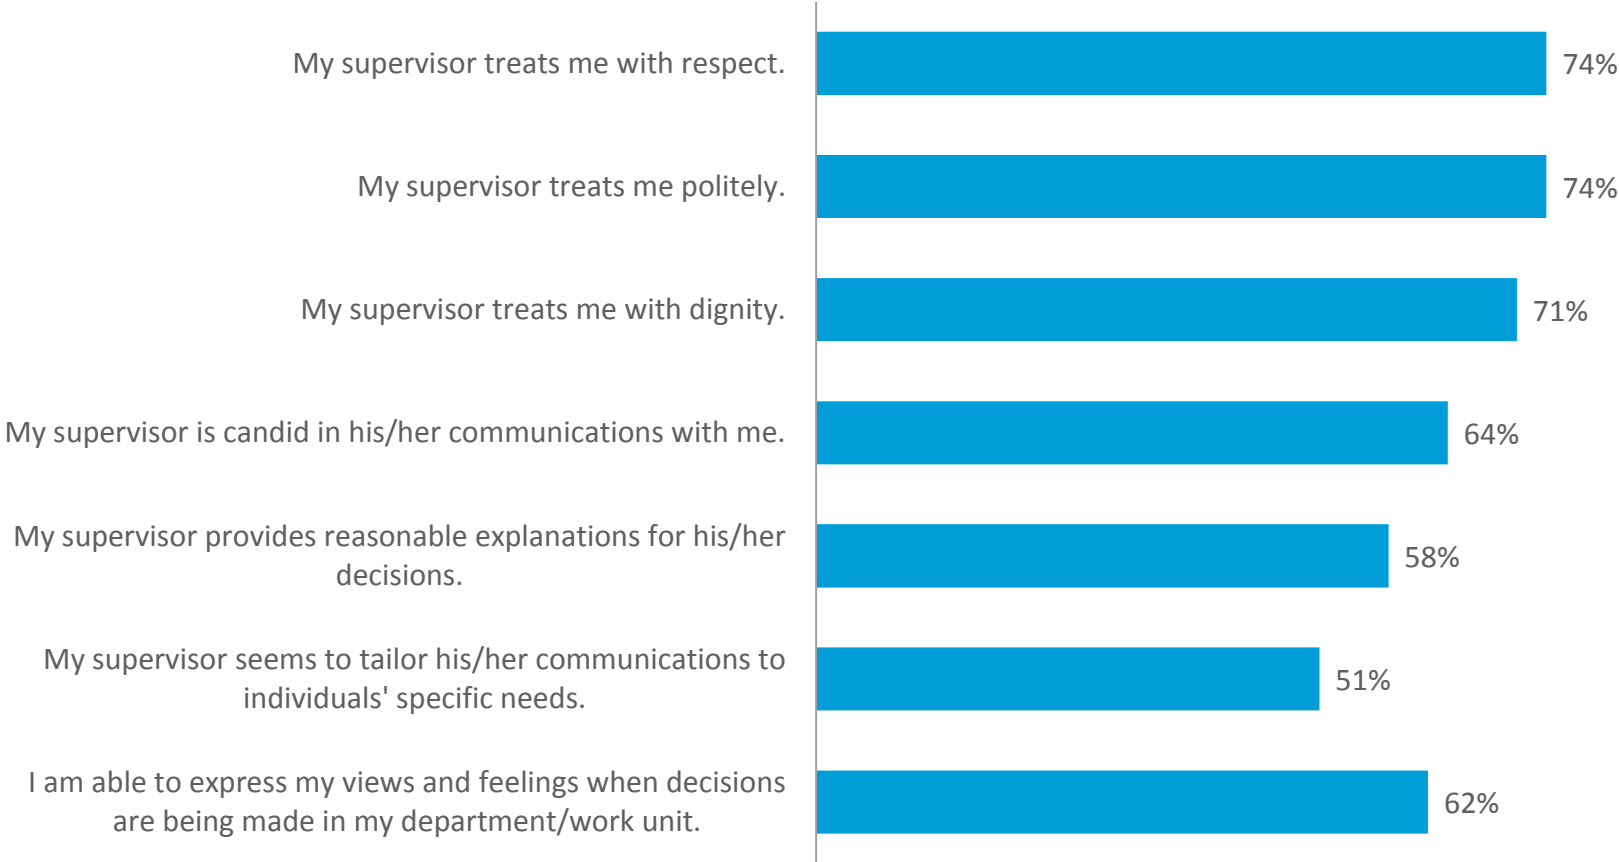 My supervisor treats me with respect.
74%
My supervisor treats me politely.
74%
My supervisor treats me with dignity.
71%
My supervisor is candid in his/her communications with me.
64%
My supervisor provides reasonable explanations for his/her
decisions.
58%
My supervisor seems to tailor his/her communications to
individuals' specific needs.
51%
I am able to express my views and feelings when decisions
are being made in my department/work unit.
62%